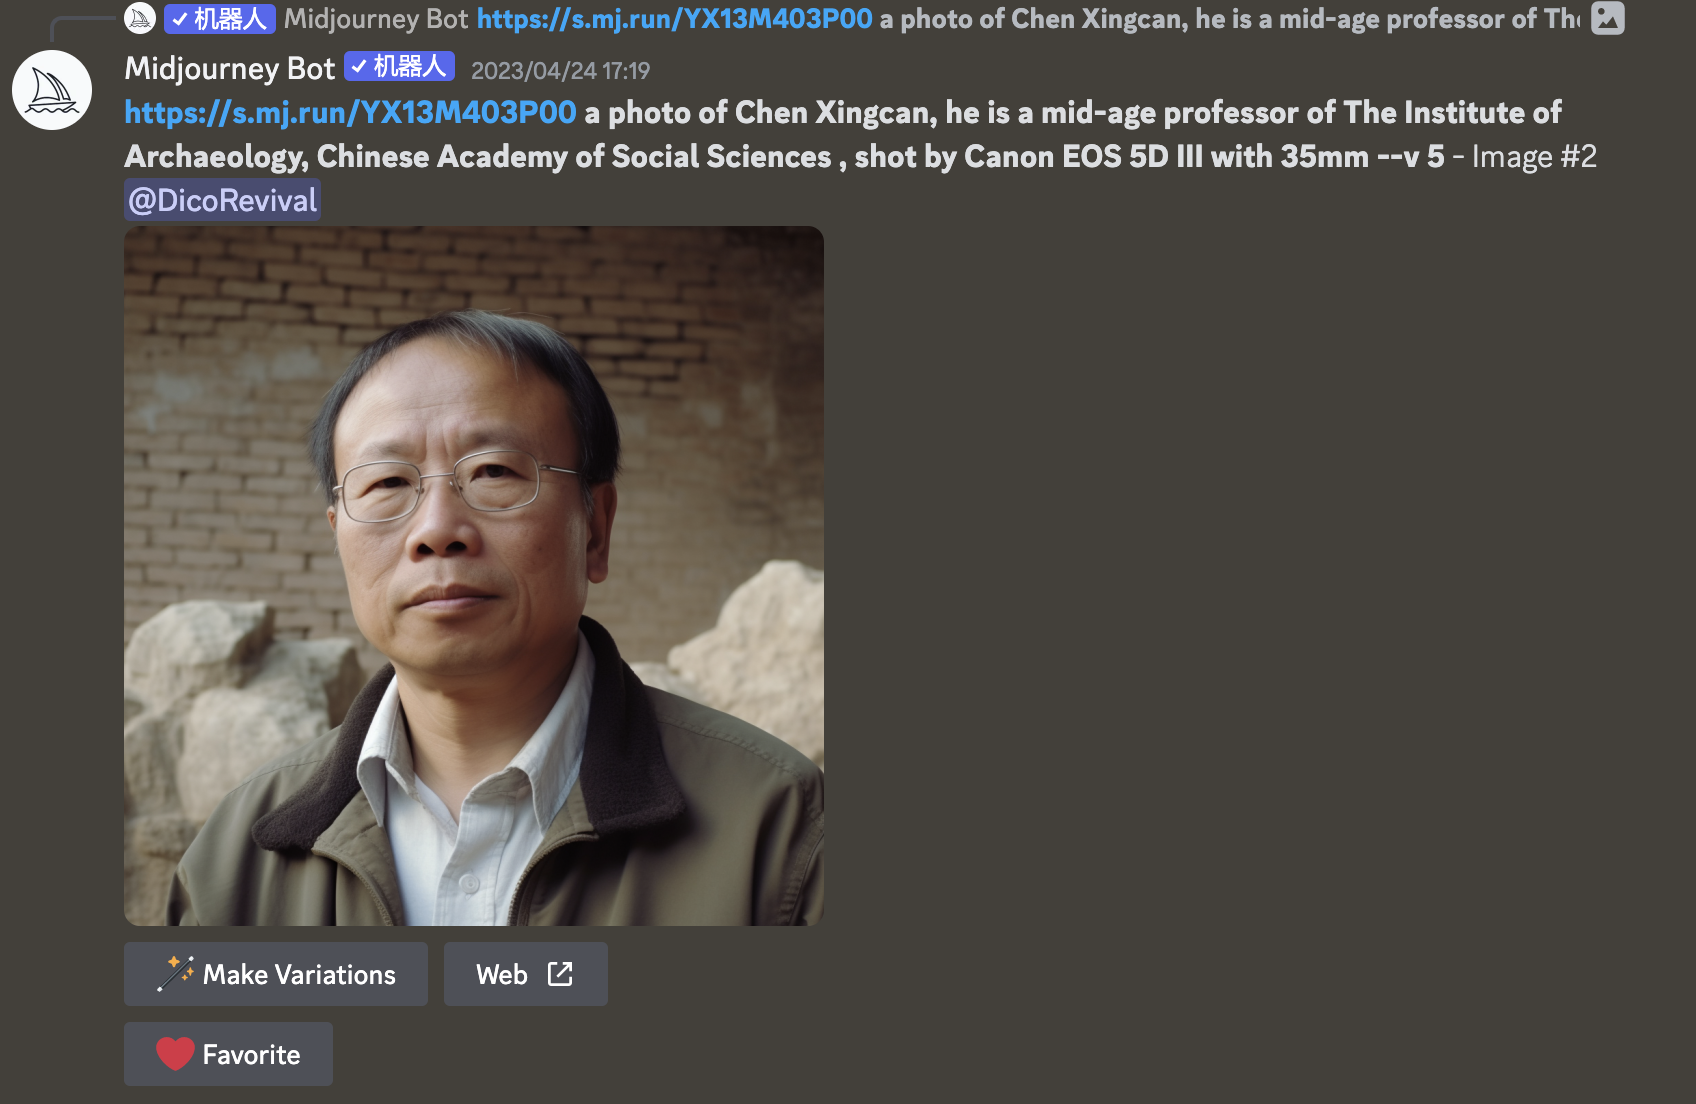 机器人 Midjourney Bot https://s.mj.run/YX13M403P00 a photo of Chen Xingcan, he is a mid-age professor of The
Midjourney Bot 机器人 2023/04/24 17:19
https://s.mj.run/YX13M403P00 a photo of Chen Xingcan, he is a mid-age professor of The Institute of
Archaeology, Chinese Academy of Social Sciences , shot by Canon EOS 5D III with 35mm --v 5 - Image #2
@DicoRevival
Make Variations Web
Favorite